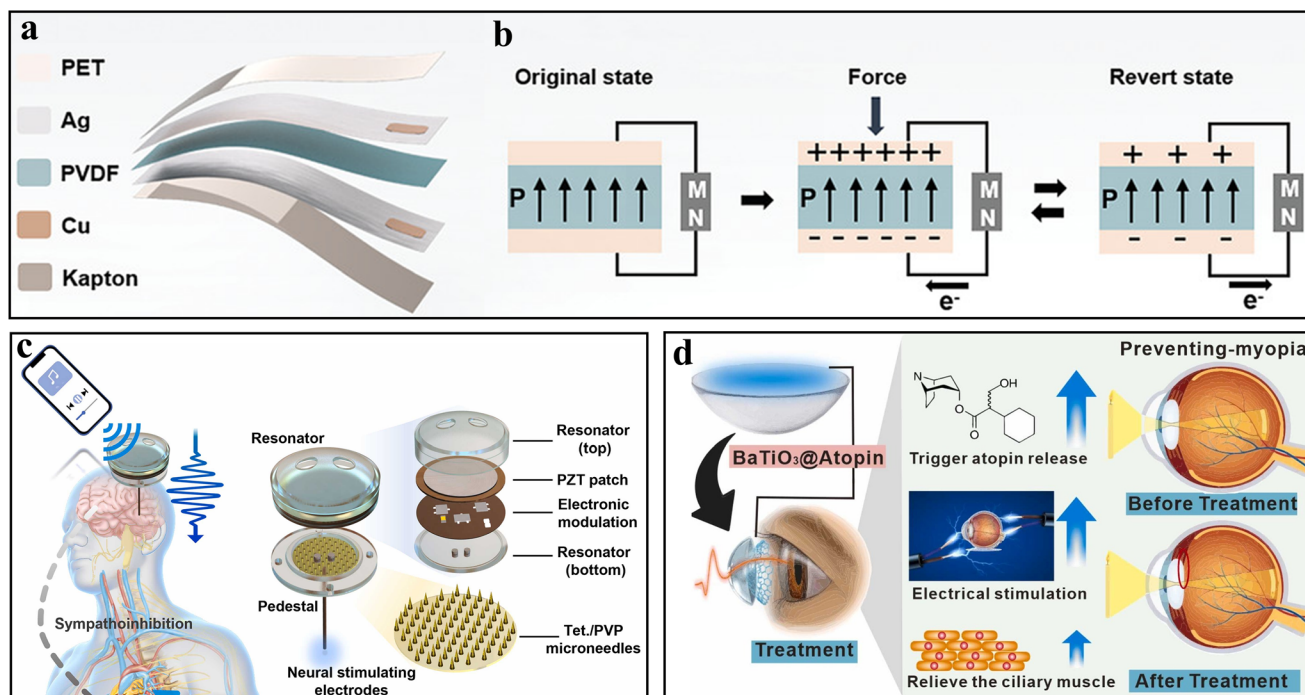 a
PET
Ag
PVDF
Cu
Kapton
b
Original state
Force
Revert state
P
M
N
++++++
P
------
M
N
e-
+ + +
P
- - -
M
N
e-
c
Sympathoinhibition
Resonator
Pedestal
Neural stimulating
electrodes
Resonator
(top)
PZT patch
Electronic
modulation
Resonator
(bottom)
Tet./PVP
microneedles
d
BaTiO₃@Atopin
Treatment
N
OH
O
O
Trigger atopin release
Electrical stimulation
Relieve the ciliary muscle
Preventing-myopia
Before Treatment
After Treatment